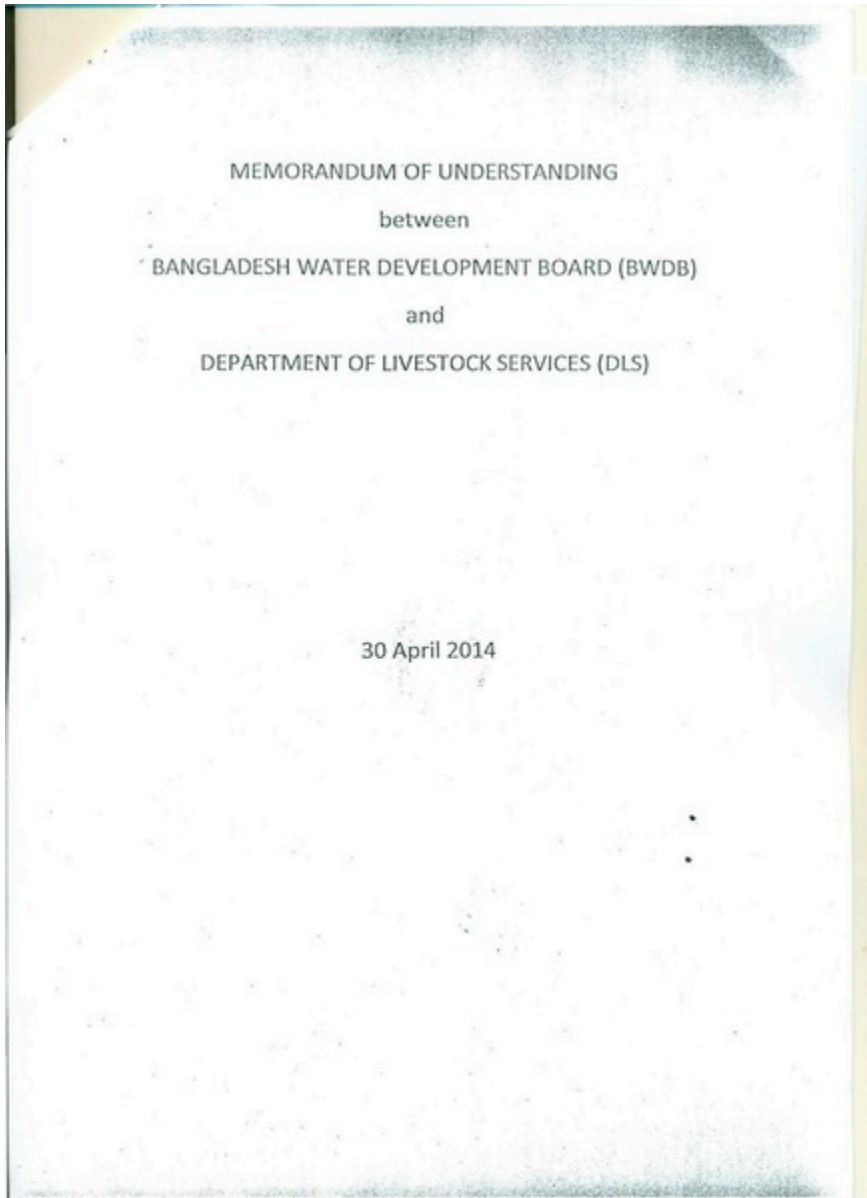 MEMORANDUM OF UNDERSTANDING
between
BANGLADESH WATER DEVELOPMENT BOARD (BWDB)
and
DEPARTMENT OF LIVESTOCK SERVICES (DLS)
30 April 2014